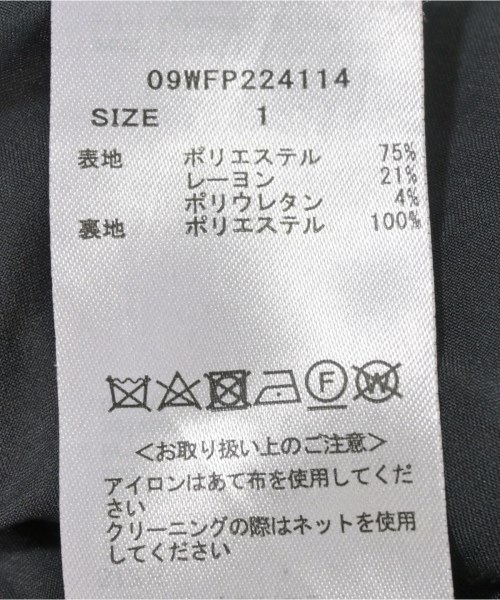 09WFP224114
SIZE 1
表地 ポリエステル 75%
レーヨン 21%
ポリウレタン 4%
裏地 ポリエステル 100%
F W
＜お取り扱い上のご注意＞
アイロンはあて布を使用してくだ
さい
クリーニングの際はネットを使用
してください